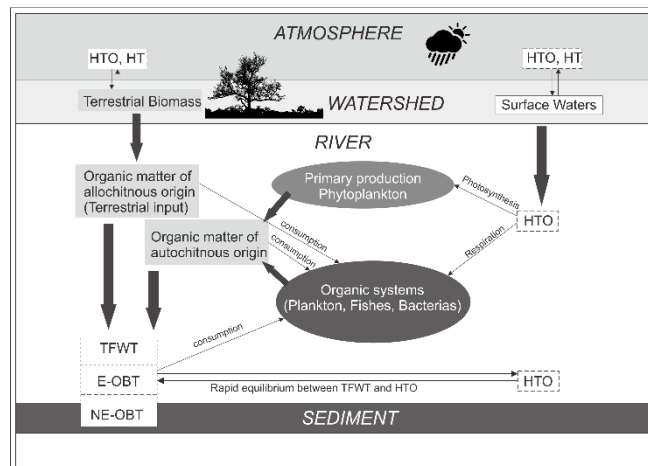 ATMOSPHERE
HTO, HT
HTO, HT
Terrestrial Biomass
WATERSHED
Surface Waters
RIVER
Organic matter of
allochitnous origin
(Terrestrial input)
Primary production
Phytoplankton
Photosynthesis
HTO
consumption
consumption
Respiration
Organic matter of
autochitnous origin
Organic systems
(Plankton, Fishes, Bacterias)
consumption
TFWT
E-OBT
Rapid equilibrium between TFWT and HTO
HTO
NE-OBT
SEDIMENT